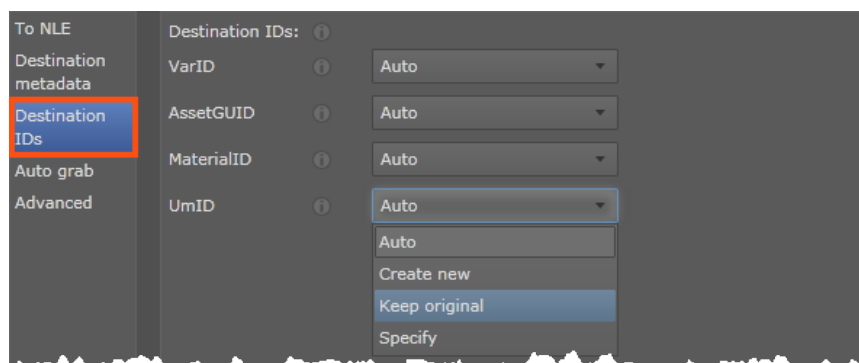 To NLE
Destination
metadata
Destination
IDs
Auto grab
Advanced
Destination IDs:
VarID Auto
AssetGUID Auto
MaterialID Auto
UmID Auto
Auto
Create new
Keep original
Specify